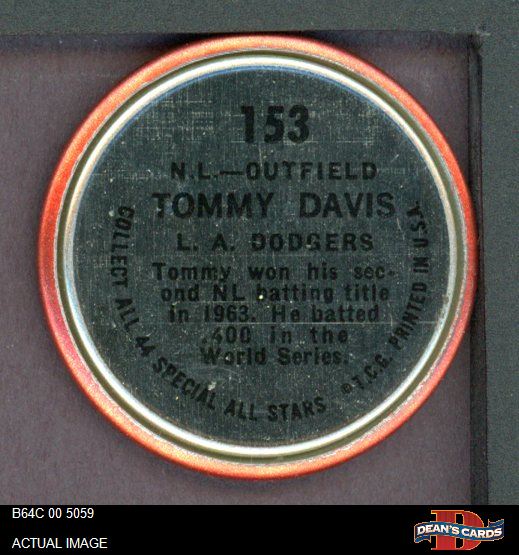 153
N.L.—OUTFIELD
TOMMY DAVIS
L. A. DODGERS
Tommy won his sec-
ond NL batting title
in 1963. He batted
.400 in the
World Series.
COLLECT ALL 44 SPECIAL ALL STARS © T.C.G. PRINTED IN U.S.A.
B64C 00 5059
ACTUAL IMAGE
DEAN'S CARDS